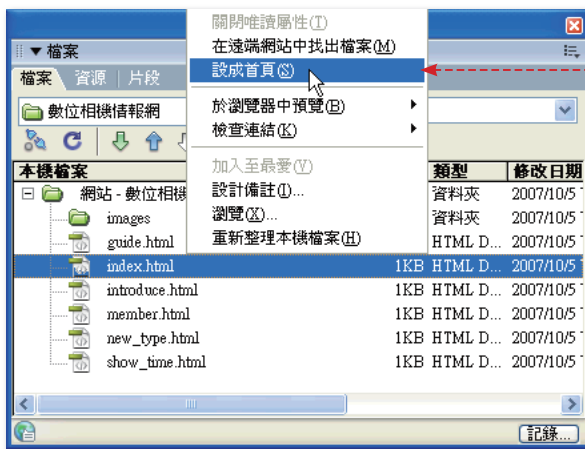 關閉唯讀屬性(T)
在遠端網站中找出檔案(M)
設成首頁(S)
於瀏覽器中預覽(B)
檢查連結(K)
加入至最愛(V)
設計備註(I)...
瀏覽(X)...
重新整理本機檔案(H)
▼ 檔案
檔案 資源 片段
數位相機情報網
本機檔案 類型 修改日期
網站 - 數位相機 資料夾 2007/10/5
images 資料夾 2007/10/5
guide.html HTML D... 2007/10/5
index.html 1KB HTML D... 2007/10/5
introduce.html 1KB HTML D... 2007/10/5
member.html 1KB HTML D... 2007/10/5
new_type.html 1KB HTML D... 2007/10/5
show_time.html 1KB HTML D... 2007/10/5
記錄...